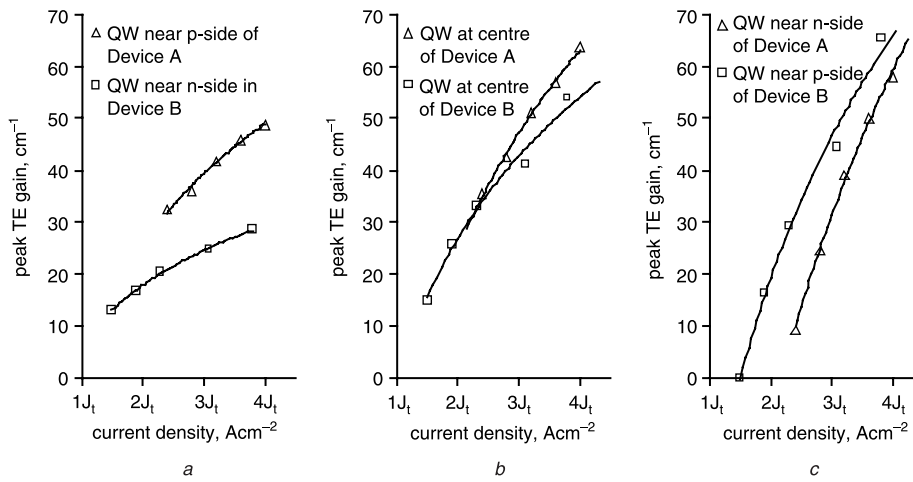 70
60
50
40
30
20
10
0
peak TE gain, cm⁻¹
QW near p-side of
Device A
QW near n-side in
Device B
1Jₜ 2Jₜ 3Jₜ 4Jₜ
current density, Acm⁻²
a
70
60
50
40
30
20
10
0
peak TE gain, cm⁻¹
QW at centre
of Device A
QW at centre
of Device B
1Jₜ 2Jₜ 3Jₜ 4Jₜ
current density, Acm⁻²
b
70
60
50
40
30
20
10
0
peak TE gain, cm⁻¹
QW near n-side
of Device A
QW near p-side
of Device B
1Jₜ 2Jₜ 3Jₜ 4Jₜ
current density, Acm⁻²
c